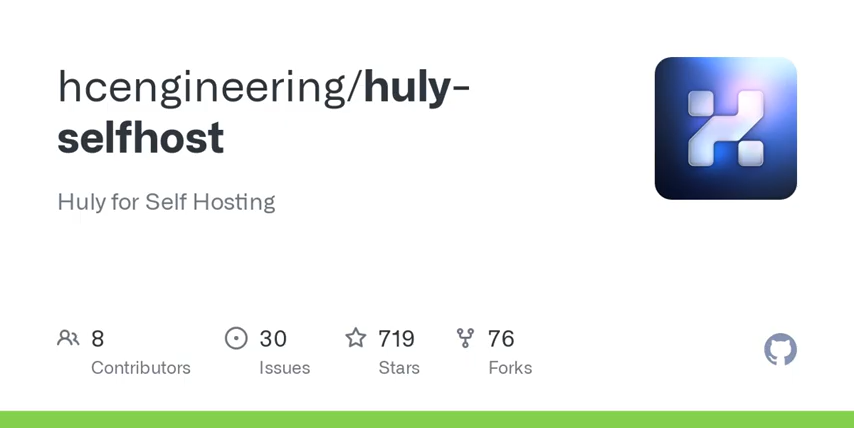 hcengineering/huly-
selfhost
Huly for Self Hosting
8 30 719 76
Contributors Issues Stars Forks